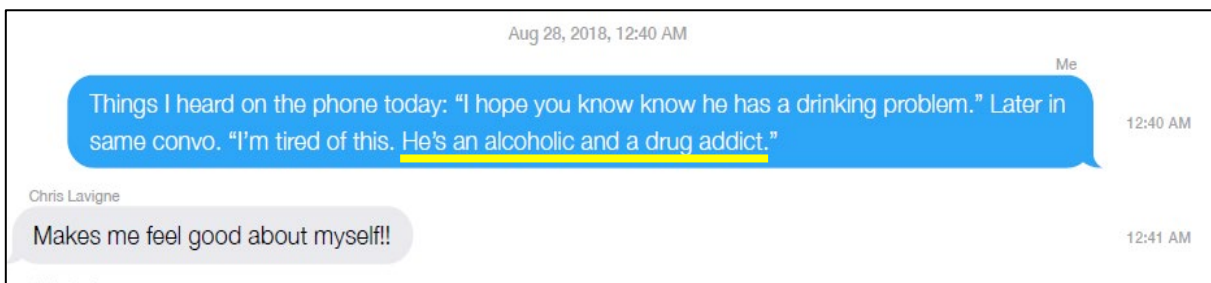 Aug 28, 2018, 12:40 AM
Me
Things I heard on the phone today: “I hope you know know he has a drinking problem.” Later in
same convo. “I’m tired of this. He’s an alcoholic and a drug addict.”
12:40 AM
Chris Lavigne
Makes me feel good about myself!!
12:41 AM